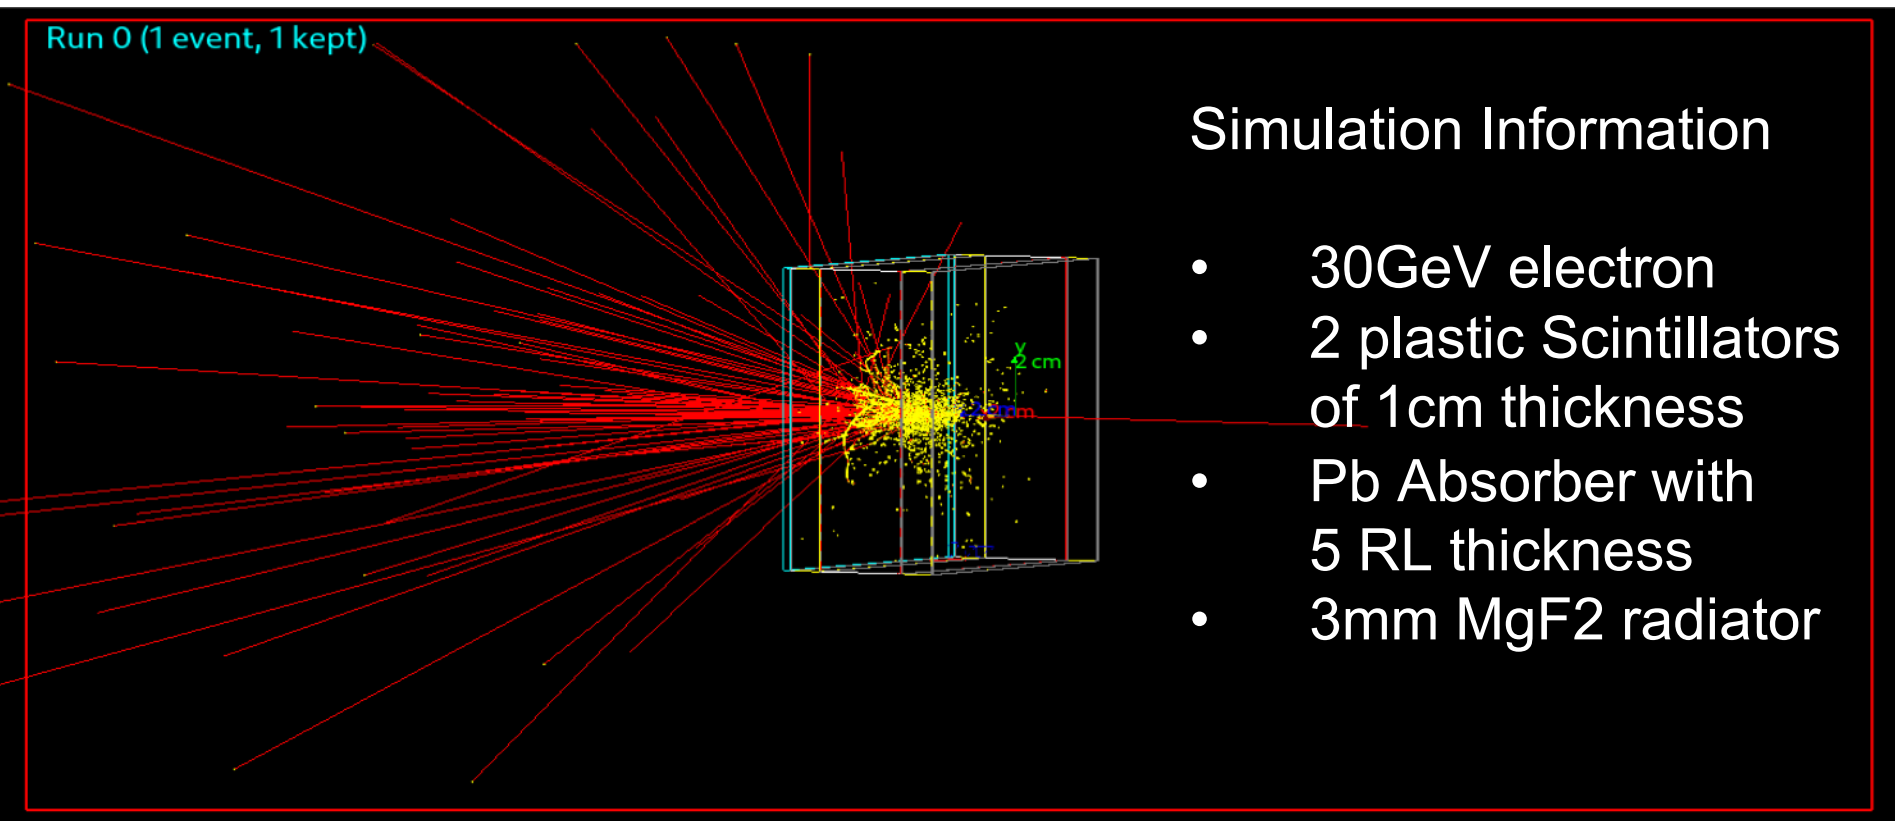 Run 0 (1 event, 1 kept)
Simulation Information
• 30GeV electron
• 2 plastic Scintillators
of 1cm thickness
• Pb Absorber with
5 RL thickness
• 3mm MgF2 radiator
y
2 cm